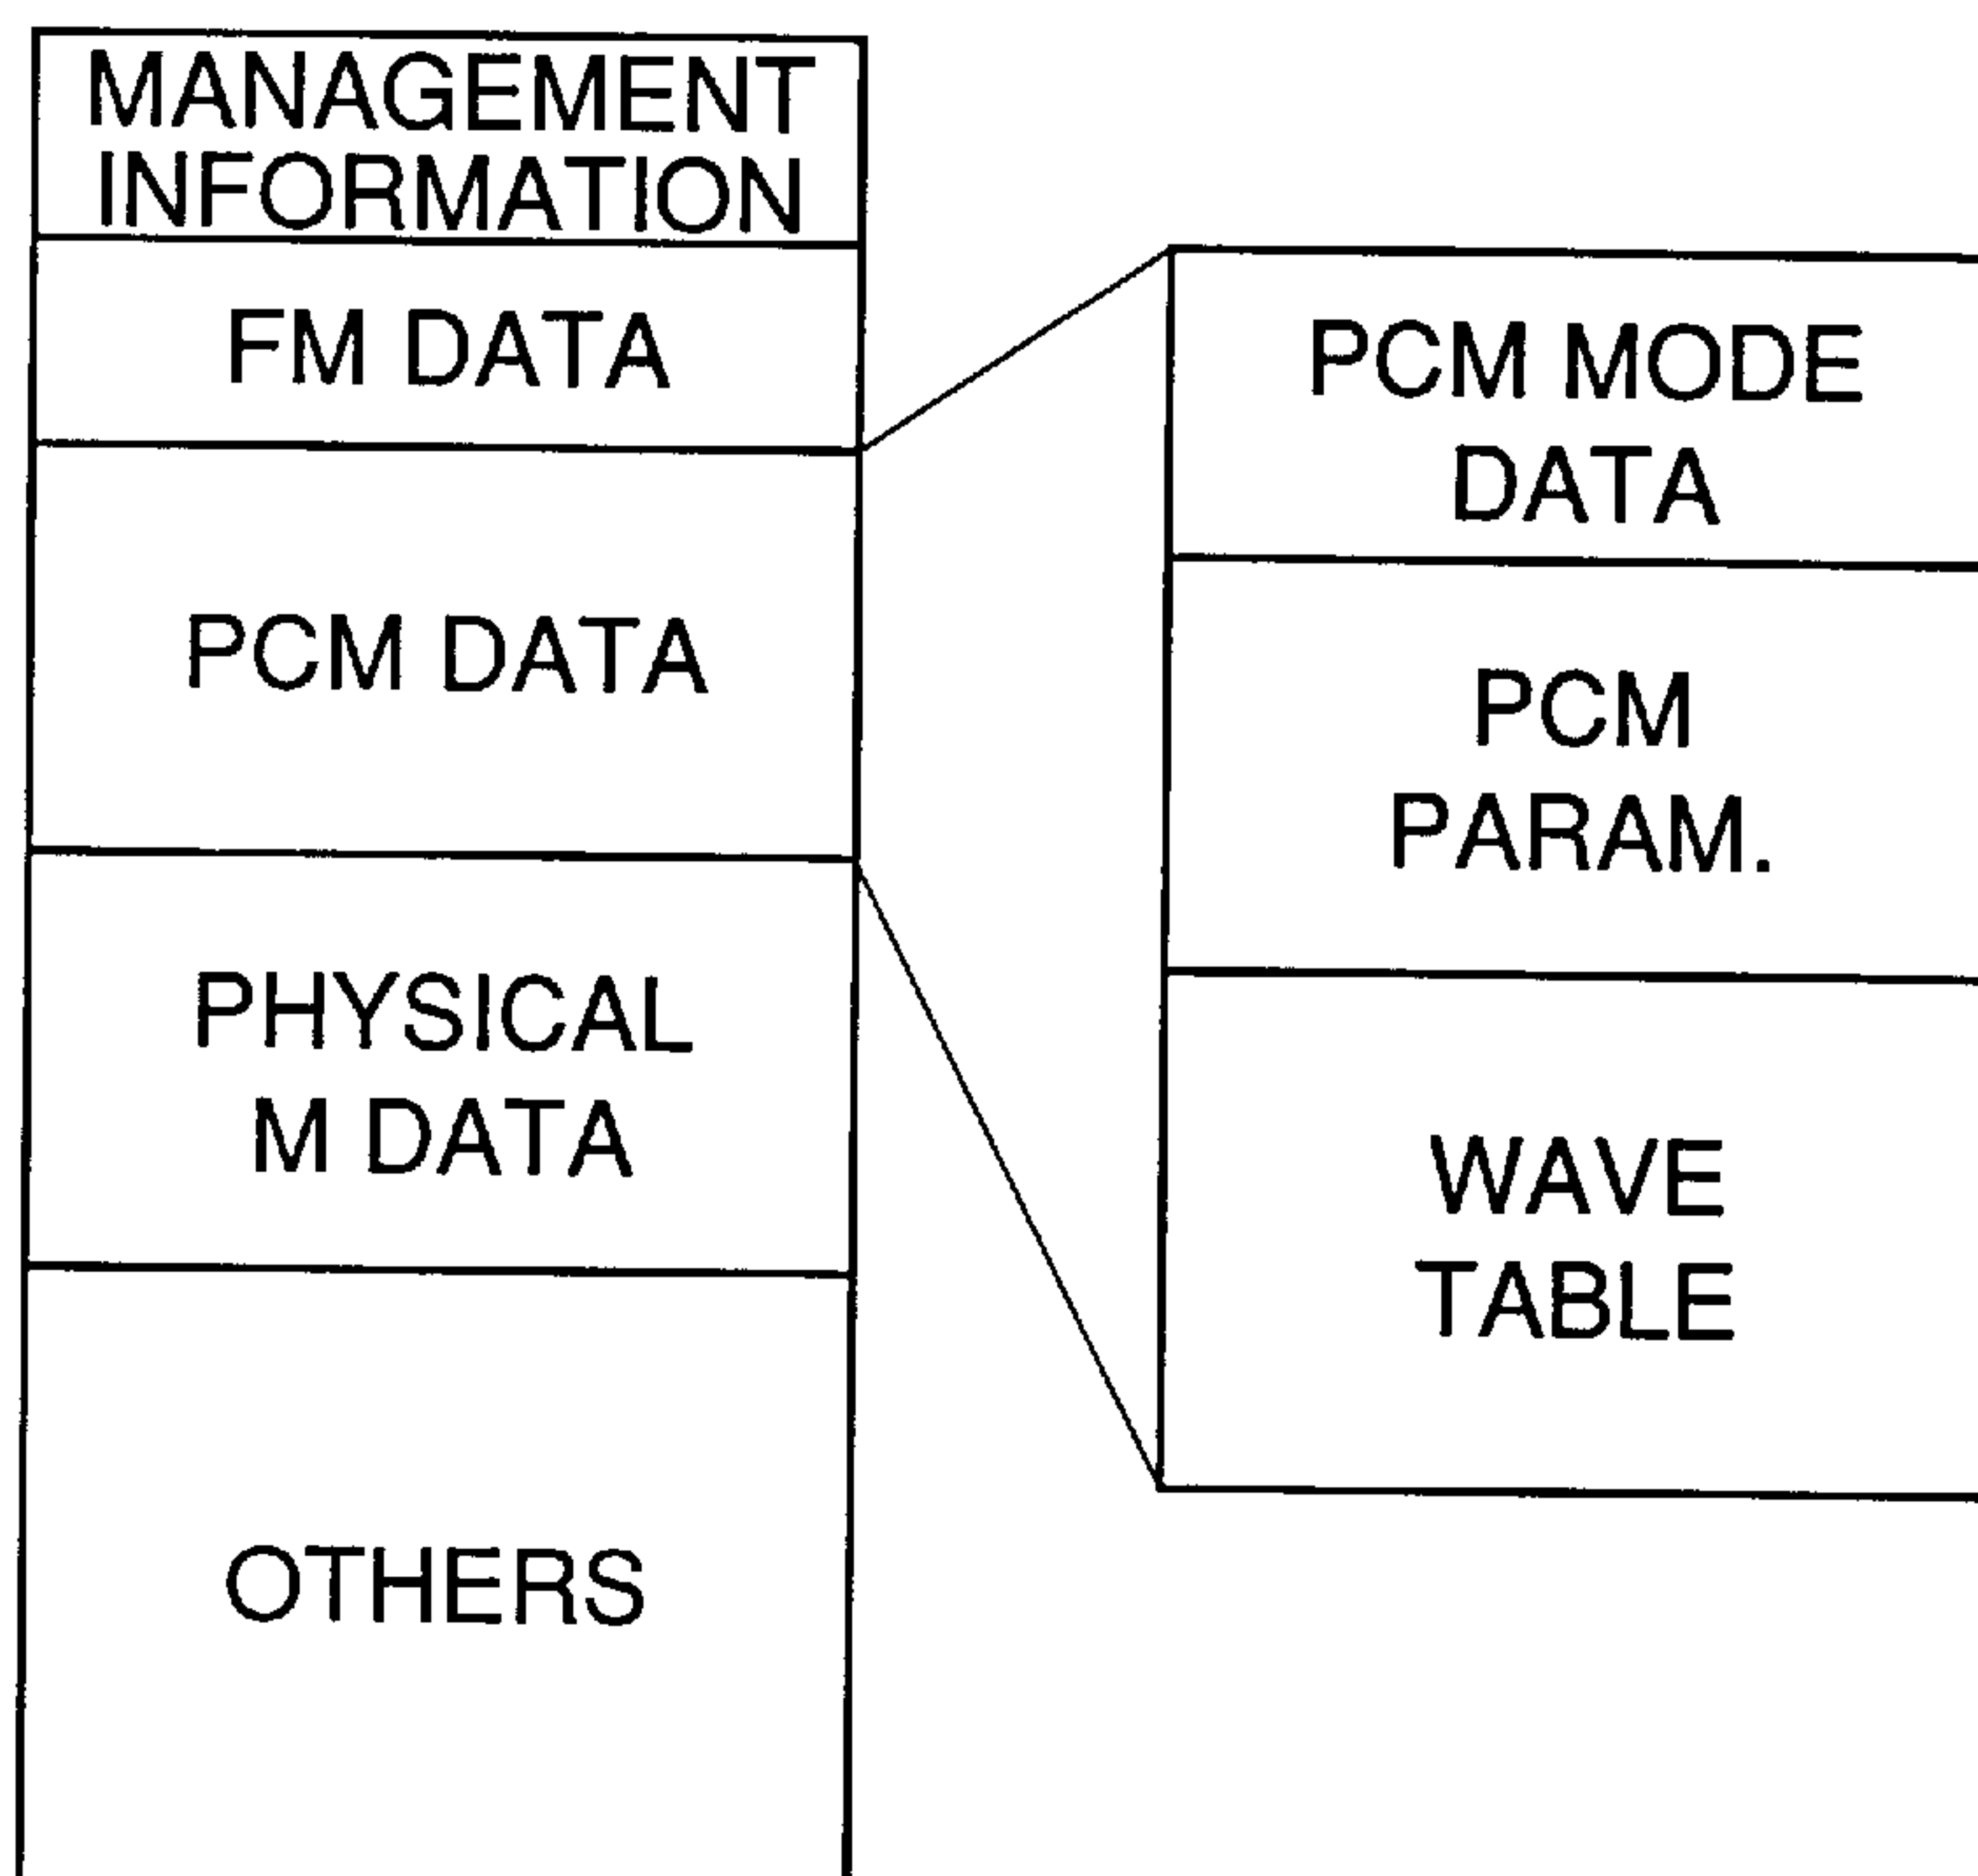 MANAGEMENT
INFORMATION
FM DATA
PCM DATA
PHYSICAL
M DATA
OTHERS
PCM MODE
DATA
PCM
PARAM.
WAVE
TABLE